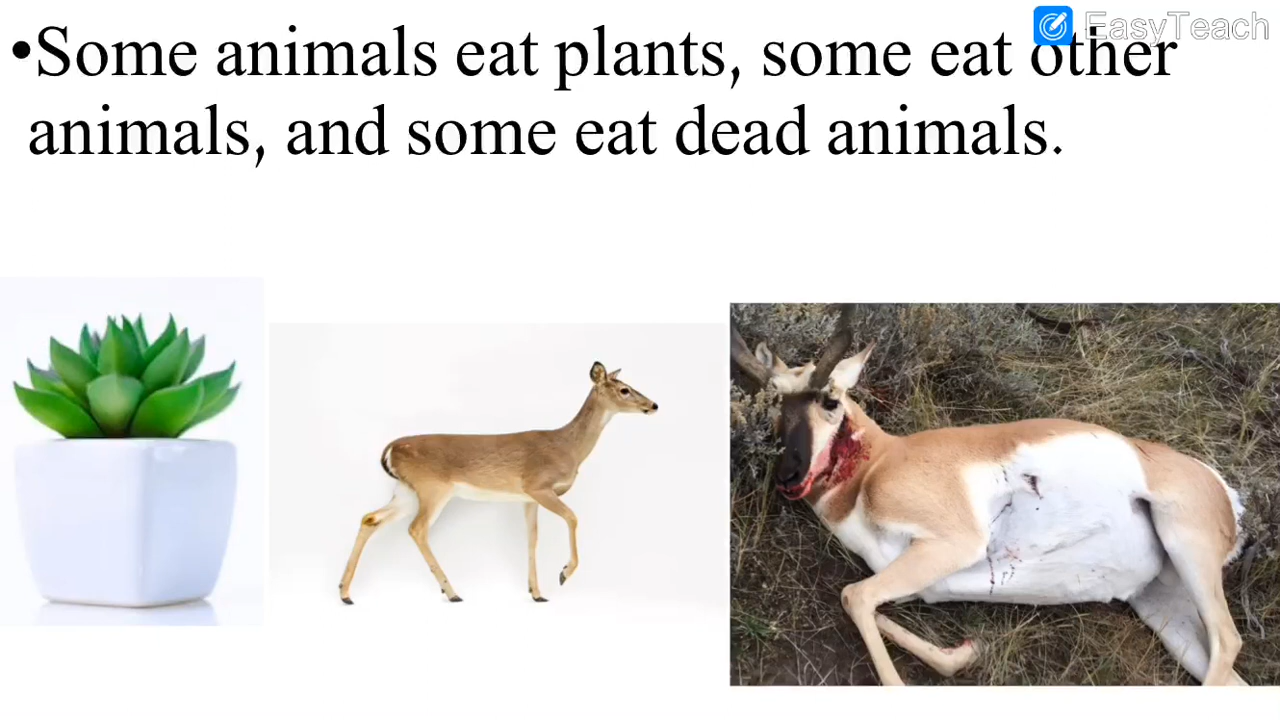 •Some animals eat plants, some eat other
animals, and some eat dead animals.
EasyTeach